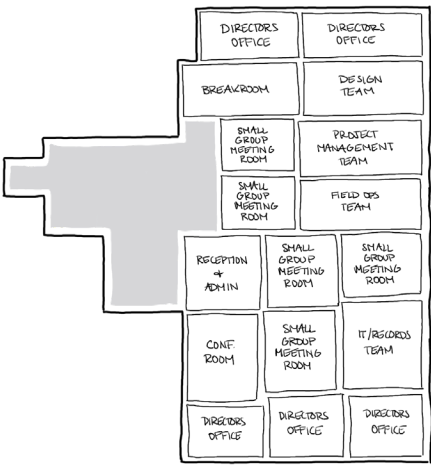 DIRECTORS
OFFICE
DIRECTORS
OFFICE
BREAKROOM
DESIGN
TEAM
SMALL
GROUP
MEETING
ROOM
PROJECT
MANAGEMENT
TEAM
SMALL
GROUP
MEETING
ROOM
FIELD OPS
TEAM
RECEPTION
&
ADMIN
SMALL
GROUP
MEETING
ROOM
SMALL
GROUP
MEETING
ROOM
CONF.
ROOM
SMALL
GROUP
MEETING
ROOM
IT/RECORDS
TEAM
DIRECTORS
OFFICE
DIRECTORS
OFFICE
DIRECTORS
OFFICE